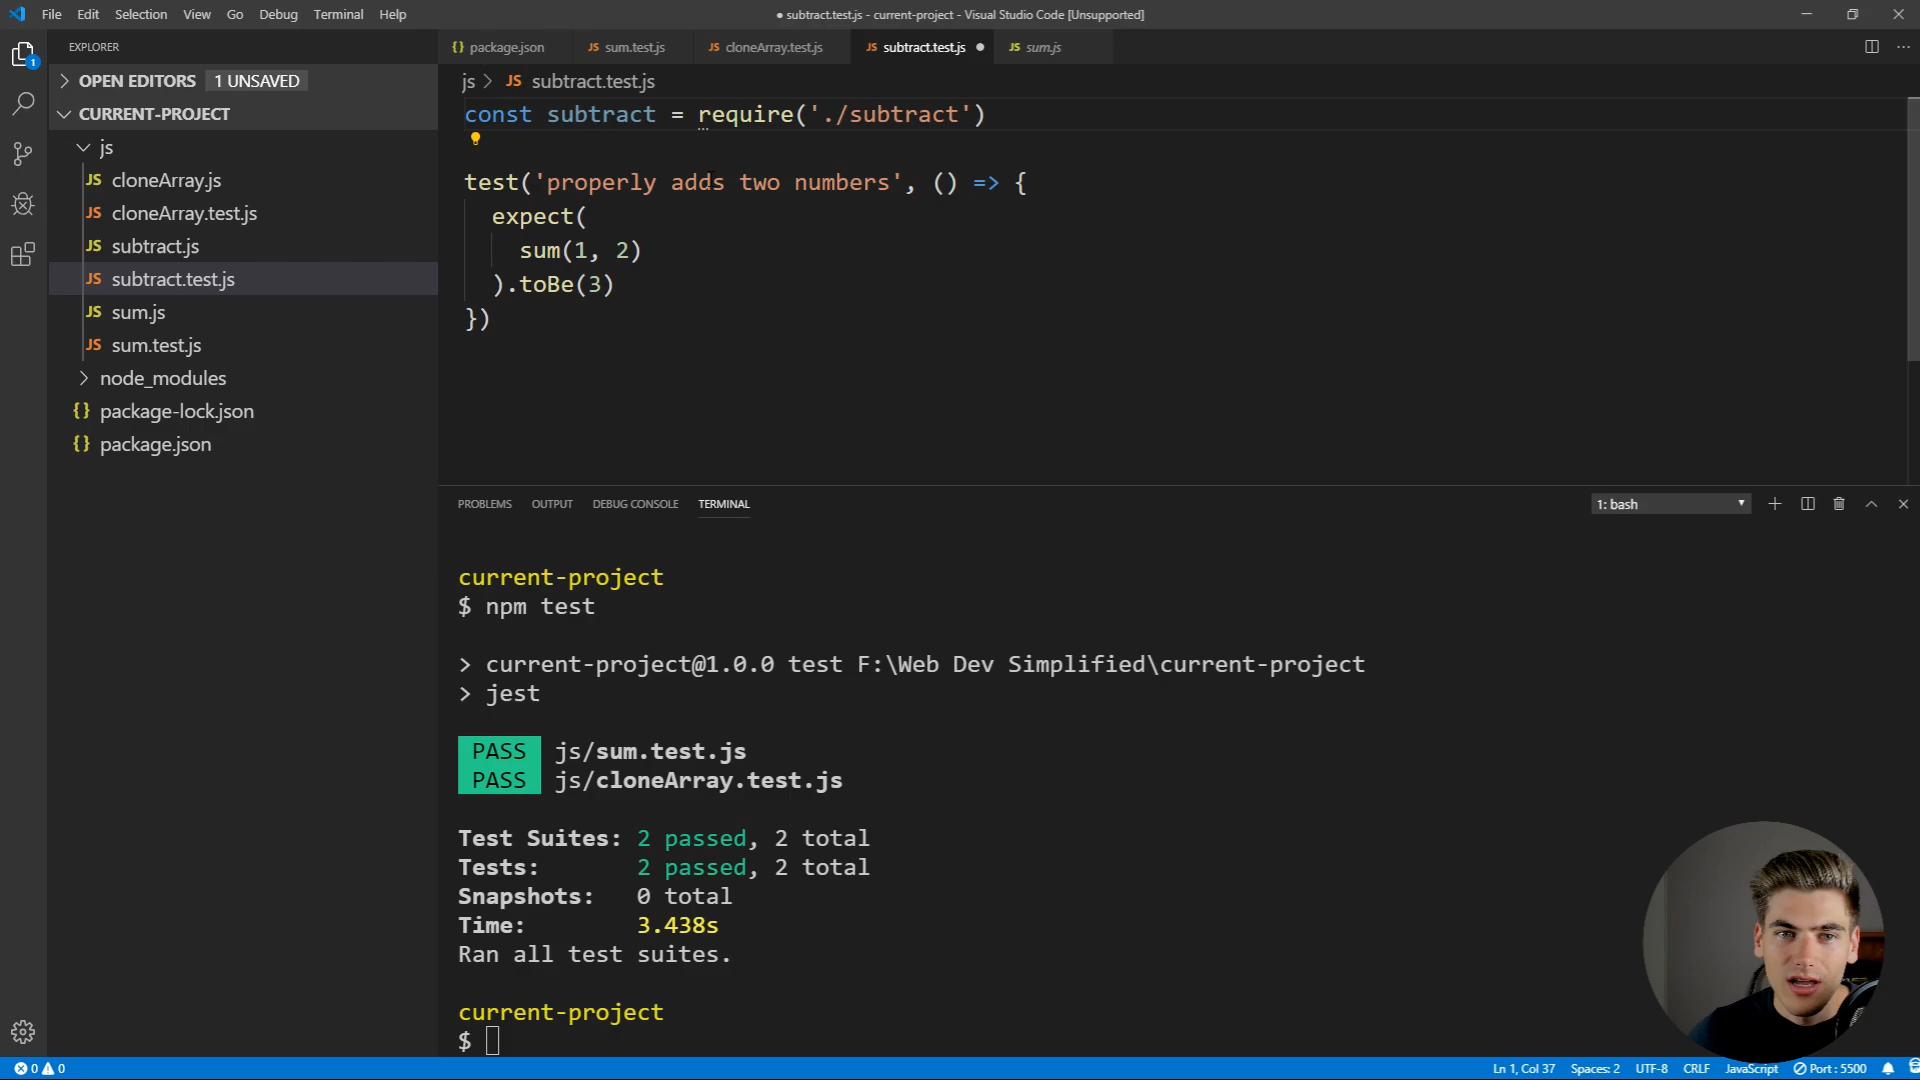 File Edit Selection View Go Debug Terminal Help
● subtract.test.js - current-project - Visual Studio Code [Unsupported]
EXPLORER
OPEN EDITORS 1 UNSAVED
CURRENT-PROJECT
js
JS cloneArray.js
JS cloneArray.test.js
JS subtract.js
JS subtract.test.js
JS sum.js
JS sum.test.js
node_modules
{} package-lock.json
{} package.json
1
{} package.json JS sum.test.js JS cloneArray.test.js JS subtract.test.js ● JS sum.js
js > JS subtract.test.js
const subtract = require('./subtract')
test('properly adds two numbers', () => {
expect(
sum(1, 2)
).toBe(3)
})
PROBLEMS OUTPUT DEBUG CONSOLE TERMINAL
1: bash
current-project
$ npm test
> current-project@1.0.0 test F:\Web Dev Simplified\current-project
> jest
PASS js/sum.test.js
PASS js/cloneArray.test.js
Test Suites: 2 passed, 2 total
Tests: 2 passed, 2 total
Snapshots: 0 total
Time: 3.438s
Ran all test suites.
current-project
$
0 0
Ln 1, Col 37 Spaces: 2 UTF-8 CRLF JavaScript Port : 5500